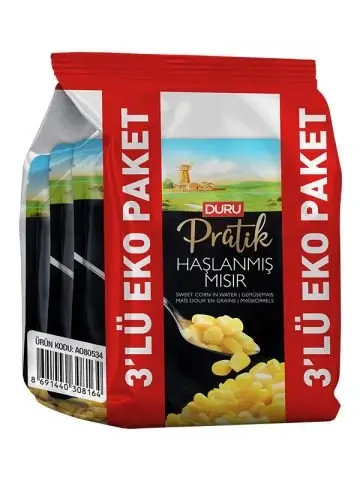 3'LÜ EKO PAKET
DURU
Pratik
HAŞLANMIŞ
MISIR
SWEET CORN IN WATER | GEMÜSEMAIS
MAÏS DOUX EN GRAINS | MAISKORRELS
3'LÜ EKO PAKET
ÜRÜN KODU: A080534
8 691440 308164